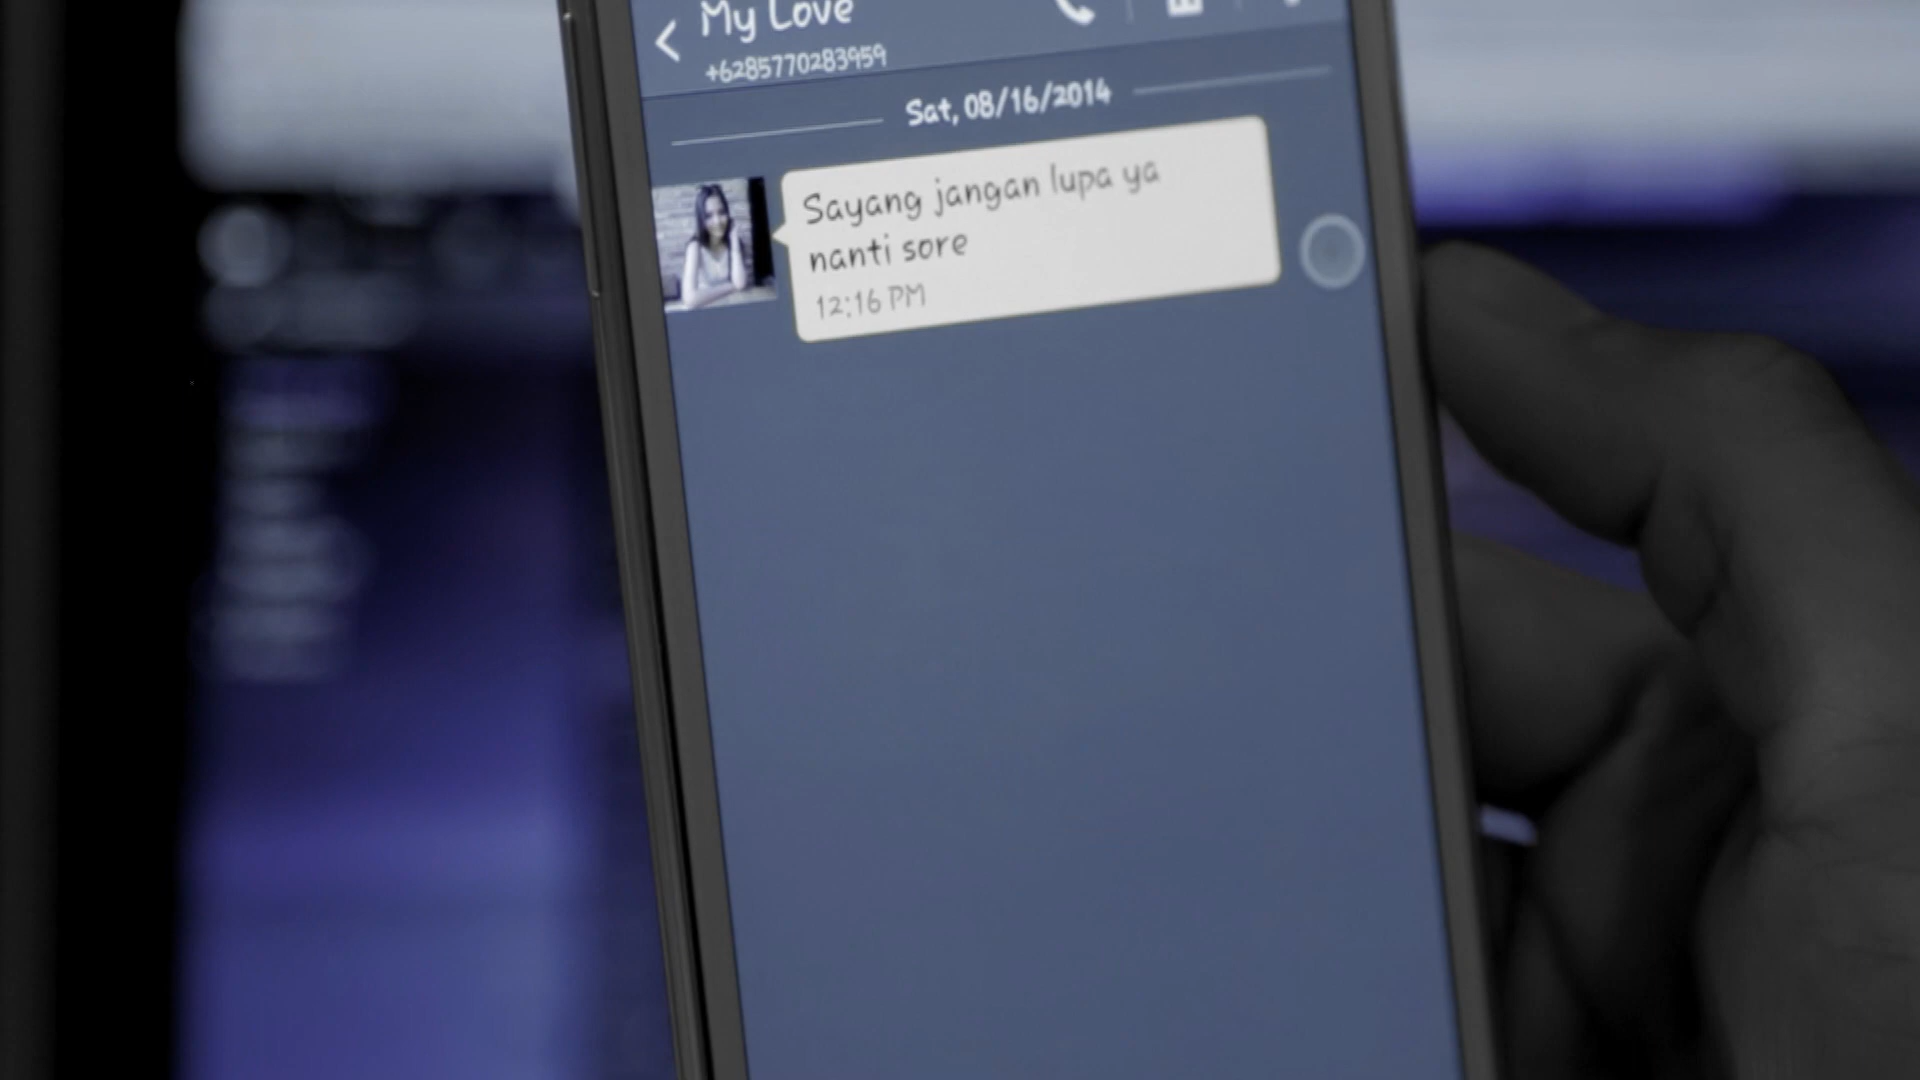 My Love
+6285770283959
Sat, 08/16/2014
Sayang jangan lupa ya
nanti sore
12:16 PM